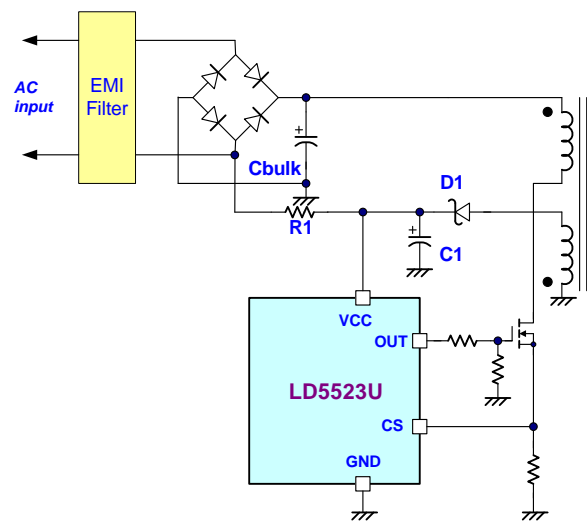 AC
input
EMI
Filter
+
Cbulk
R1
D1
+
C1
VCC
OUT
LD5523U
CS
GND